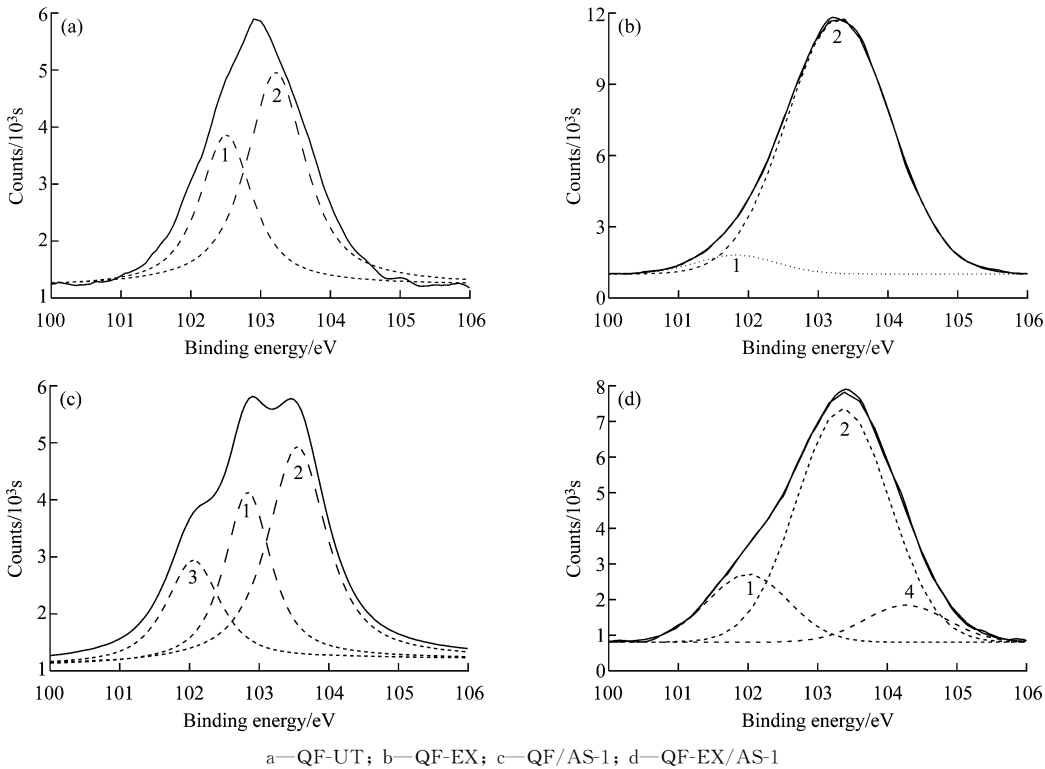 (a)
6
5
4
3
2
1
Counts/10³s
1
2
100 101 102 103 104 105 106
Binding energy/eV
(b)
12
9
6
3
0
Counts/10³s
2
1
100 101 102 103 104 105 106
Binding energy/eV
(c)
6
5
4
3
2
1
Counts/10³s
3
1
2
100 101 102 103 104 105 106
Binding energy/eV
(d)
8
7
6
5
4
3
2
1
0
Counts/10³s
1
2
4
100 101 102 103 104 105 106
Binding energy/eV
a—QF-UT; b—QF-EX; c—QF/AS-1; d—QF-EX/AS-1